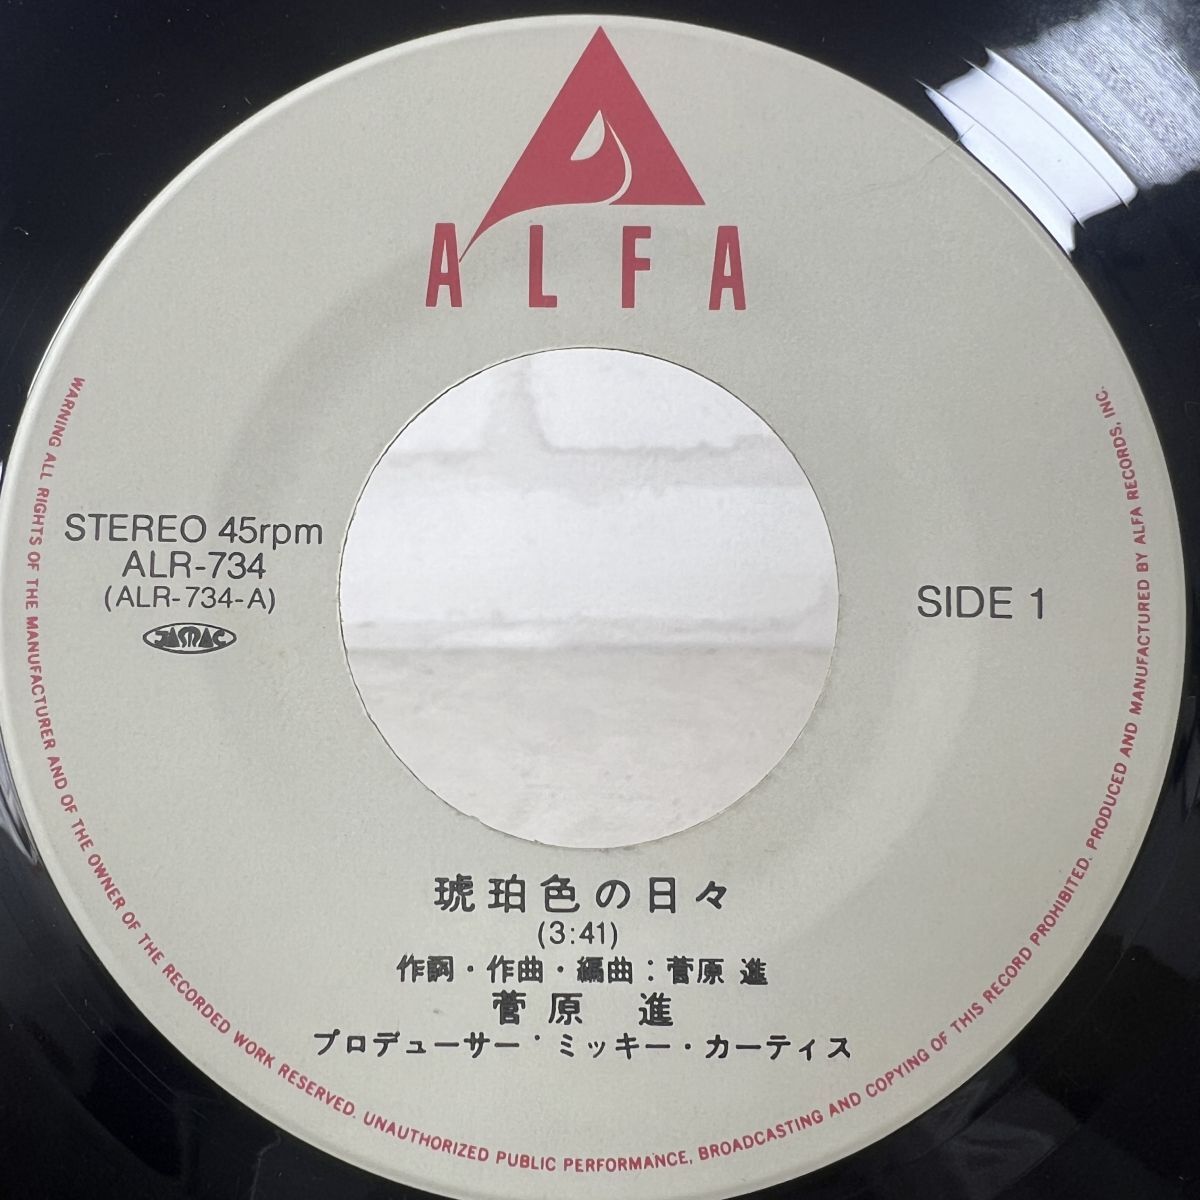 ALFA
STEREO 45rpm
ALR-734
(ALR-734-A)
JASRAC
SIDE 1
琥珀色の日々
(3:41)
作詞・作曲・編曲：菅原 進
菅原 進
プロデューサー・ミッキー・カーティス
WARNING ALL RIGHTS OF THE MANUFACTURER AND OF THE OWNER OF THE RECORDED WORK RESERVED. UNAUTHORIZED PUBLIC PERFORMANCE, BROADCASTING AND COPYING OF THIS RECORD PROHIBITED. PRODUCED AND MANUFACTURED BY ALFA RECORDS, INC.